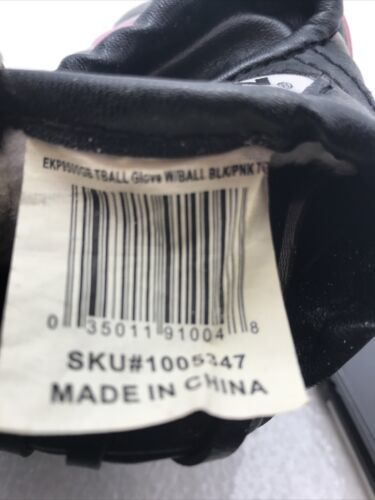 TBALL Glove W/BALL BLK/PNK
0 35011 91004 8
SKU#1005347
MADE IN CHINA